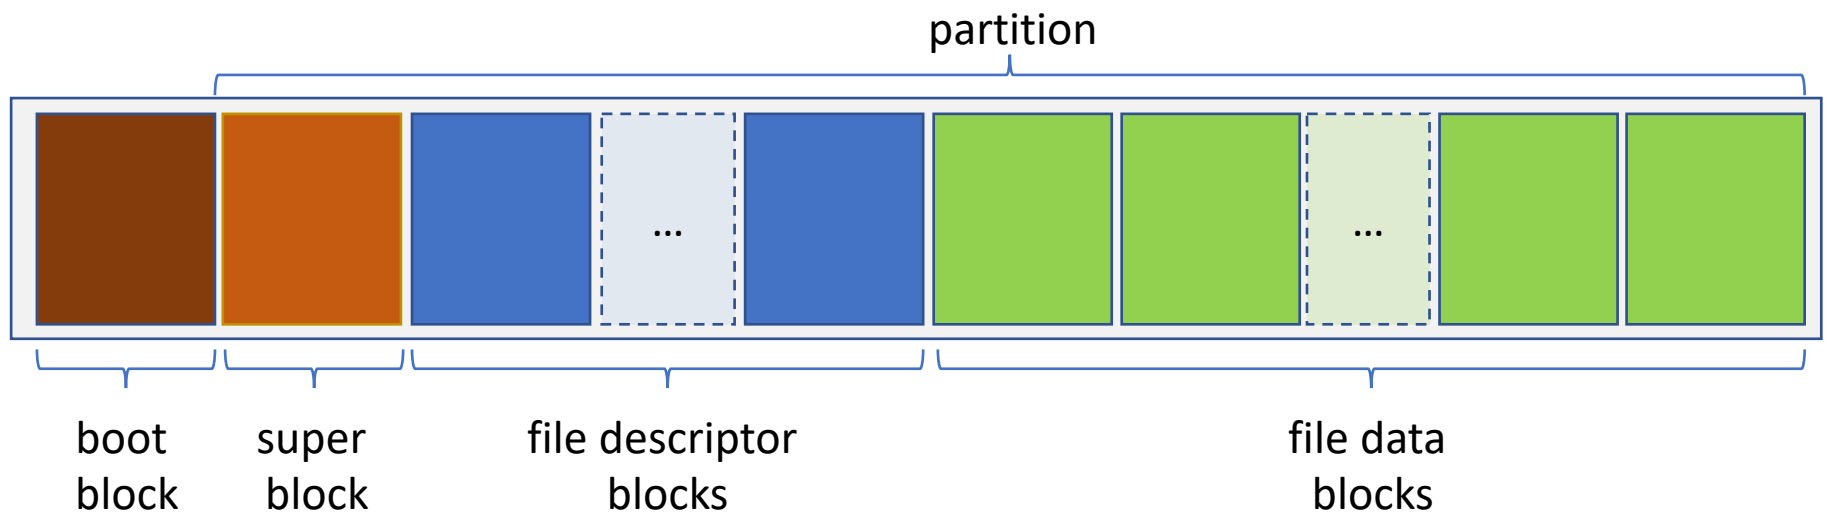 partition
...
...
boot
block
super
block
file descriptor
blocks
file data
blocks